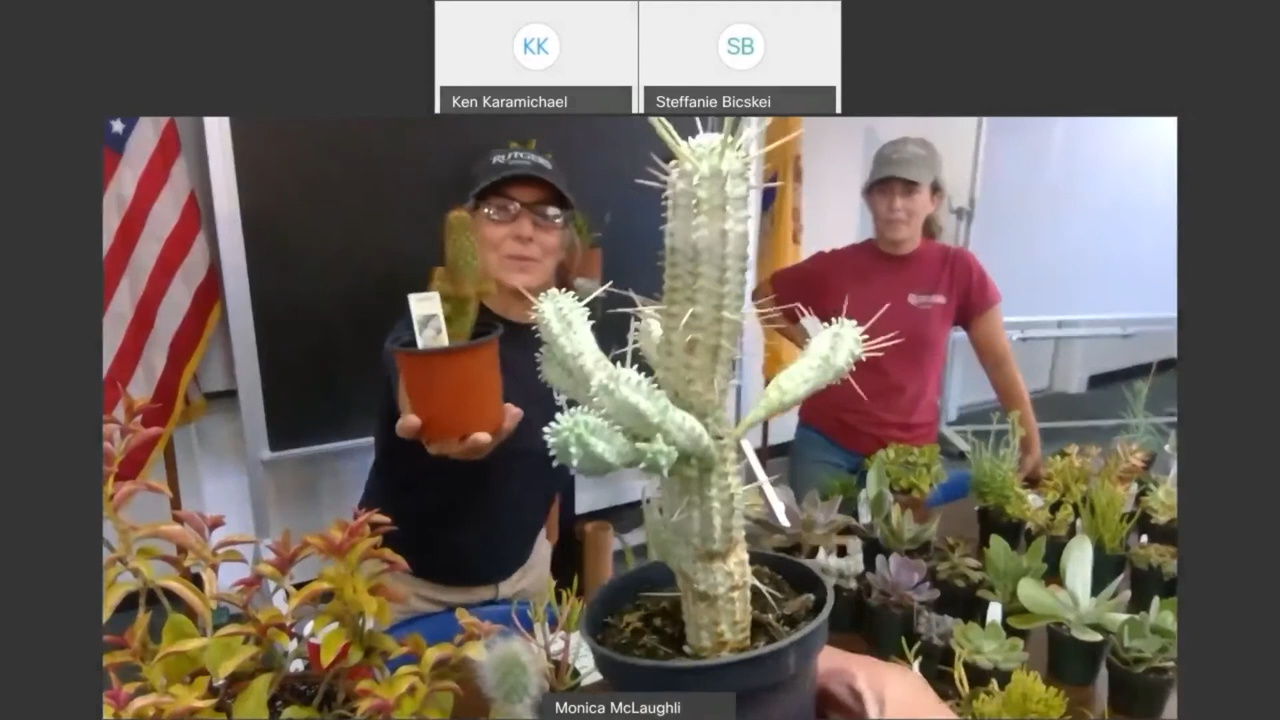 KK
SB
Ken Karamichael
Steffanie Bicskei
RUTGERS
Monica McLaughli